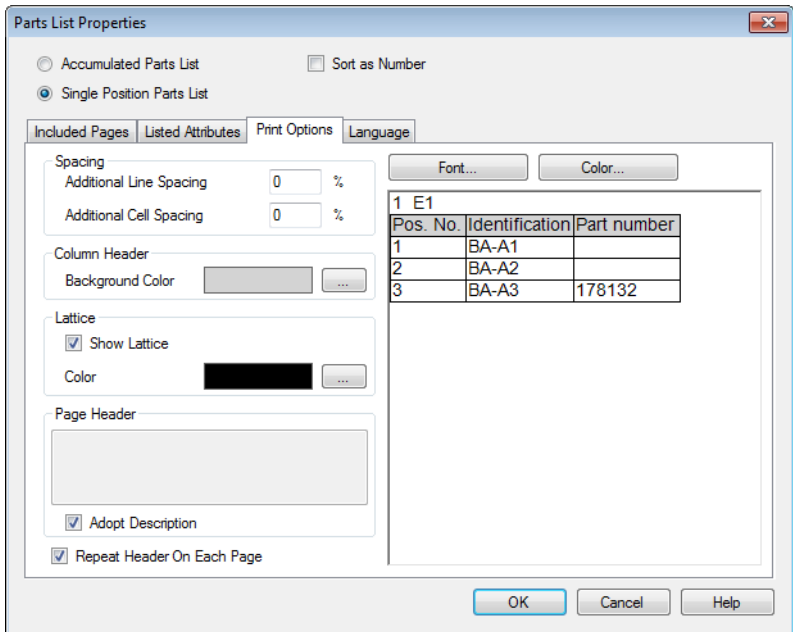 Parts List Properties
Accumulated Parts List
Sort as Number
Single Position Parts List
Included Pages
Listed Attributes
Print Options
Language
Spacing
Additional Line Spacing 0 %
Additional Cell Spacing 0 %
Column Header
Background Color ...
Lattice
Show Lattice
Color ...
Page Header
Adopt Description
Repeat Header On Each Page
Font...
Color...
1 E1
Pos. No. Identification Part number
1 BA-A1
2 BA-A2
3 BA-A3 178132
OK
Cancel
Help